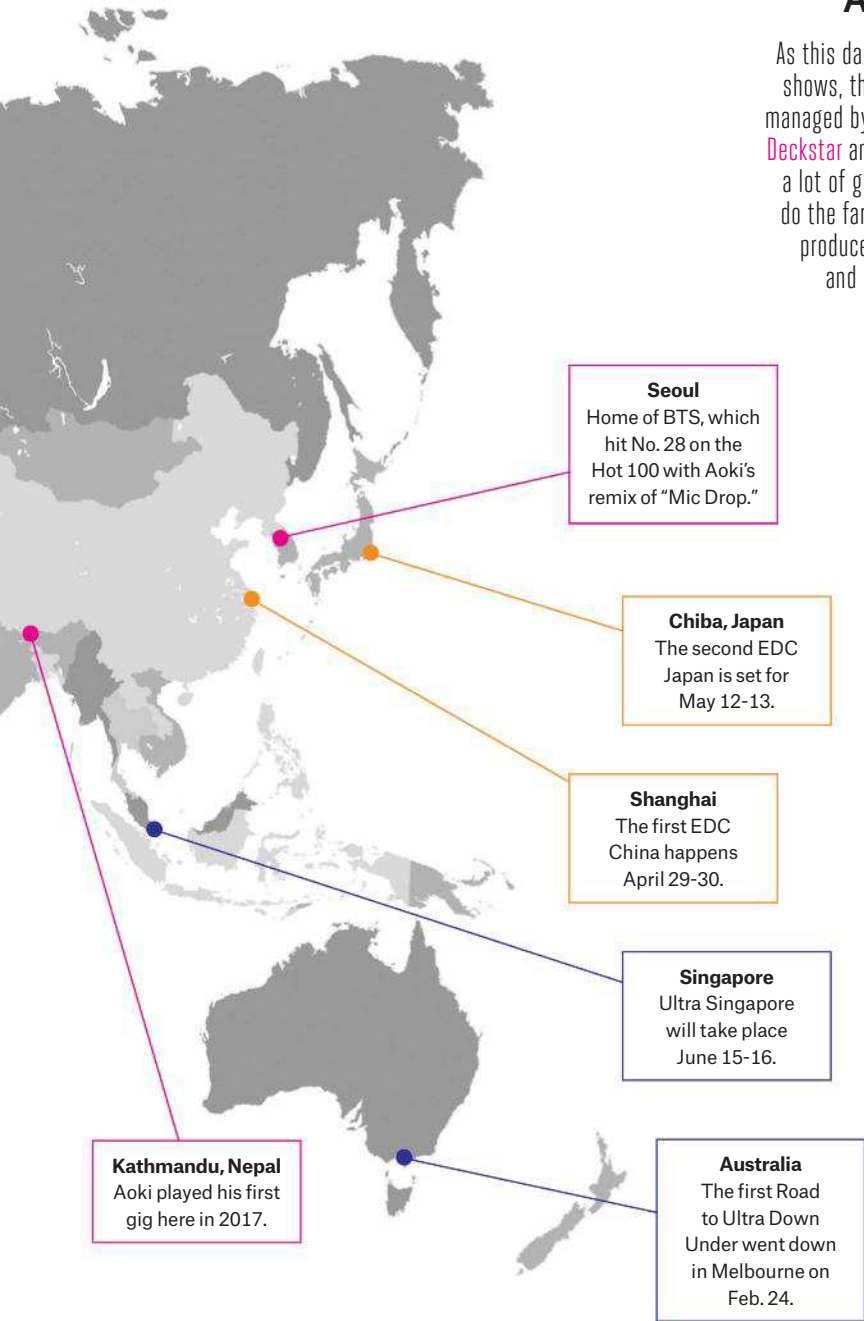 As this da
shows, th
managed by
Deckstar ar
a lot of g
do the far
produce
and
Seoul
Home of BTS, which
hit No. 28 on the
Hot 100 with Aoki's
remix of “Mic Drop.”
Chiba, Japan
The second EDC
Japan is set for
May 12-13.
Shanghai
The first EDC
China happens
April 29-30.
Singapore
Ultra Singapore
will take place
June 15-16.
Kathmandu, Nepal
Aoki played his first
gig here in 2017.
Australia
The first Road
to Ultra Down
Under went down
in Melbourne on
Feb. 24.